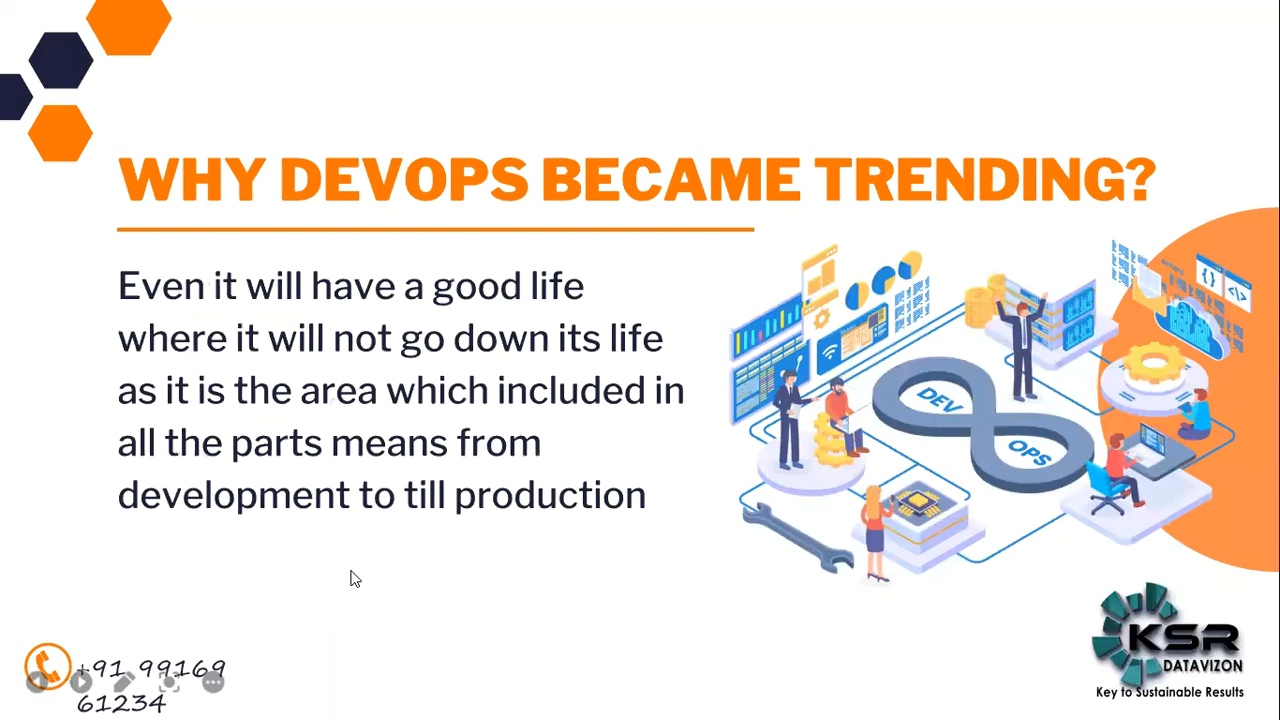 WHY DEVOPS BECAME TRENDING?
Even it will have a good life
where it will not go down its life
as it is the area which included in
all the parts means from
development to till production
DEV
OPS
{ }
</>
+91 99169
61234
KSR
DATAVIZON
Key to Sustainable Results